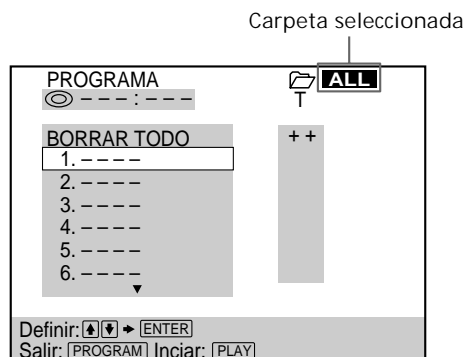 Carpeta seleccionada
PROGRAMA ALL
– – – : – – – T
BORRAR TODO + +
1. – – – –
2. – – – –
3. – – – –
4. – – – –
5. – – – –
6. – – – –
Definir: ENTER
Salir: PROGRAM Inciar: PLAY